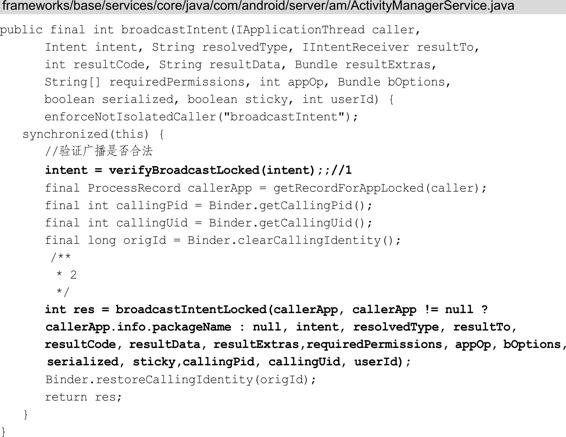 frameworks/base/services/core/java/com/android/server/am/ActivityManagerService.java
public final int broadcastIntent(IApplicationThread caller,
Intent intent, String resolvedType, IIntentReceiver resultTo,
int resultCode, String resultData, Bundle resultExtras,
String[] requiredPermissions, int appOp, Bundle bOptions,
boolean serialized, boolean sticky, int userId) {
enforceNotIsolatedCaller("broadcastIntent");
synchronized(this) {
//验证广播是否合法
intent = verifyBroadcastLocked(intent);;//1
final ProcessRecord callerApp = getRecordForAppLocked(caller);
final int callingPid = Binder.getCallingPid();
final int callingUid = Binder.getCallingUid();
final long origId = Binder.clearCallingIdentity();
/**
* 2
*/
int res = broadcastIntentLocked(callerApp, callerApp != null ?
callerApp.info.packageName : null, intent, resolvedType, resultTo,
resultCode, resultData, resultExtras,requiredPermissions, appOp, bOptions,
serialized, sticky,callingPid, callingUid, userId);
Binder.restoreCallingIdentity(origId);
return res;
}
}